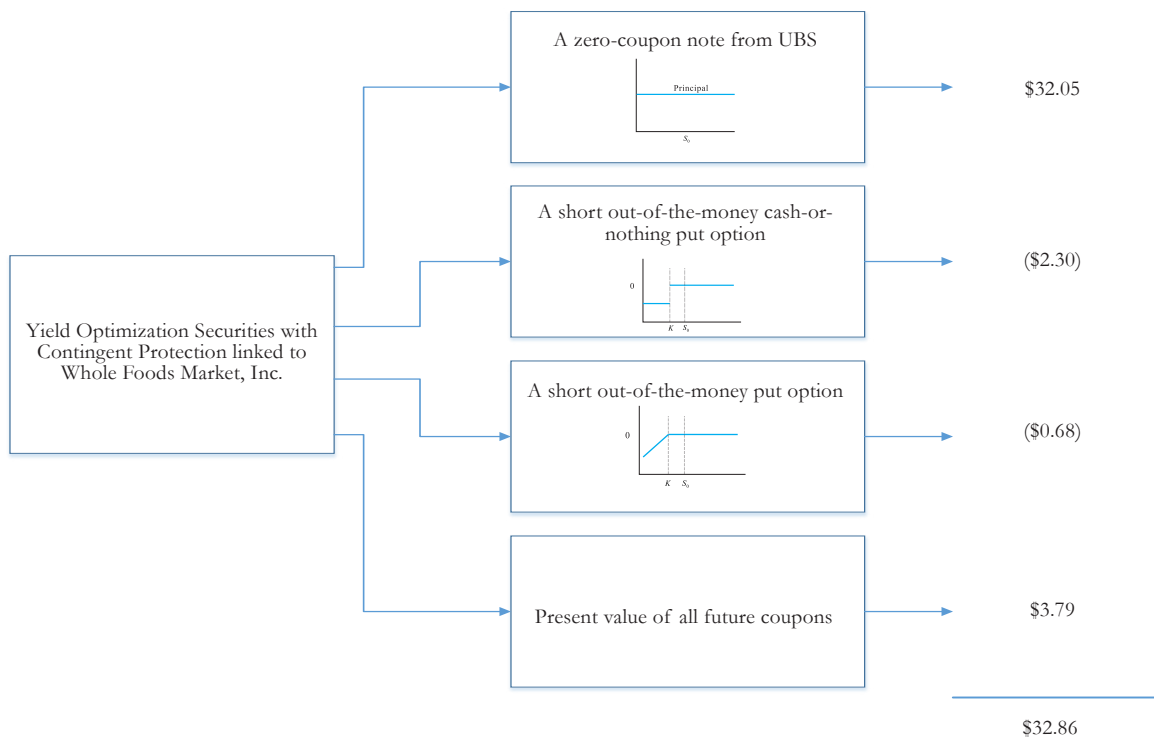 A zero-coupon note from UBS
Principal
S₀
$32.05
A short out-of-the-money cash-or-
nothing put option
0
K
S₀
($2.30)
Yield Optimization Securities with
Contingent Protection linked to
Whole Foods Market, Inc.
A short out-of-the-money put option
0
K
S₀
($0.68)
Present value of all future coupons
$3.79
$32.86